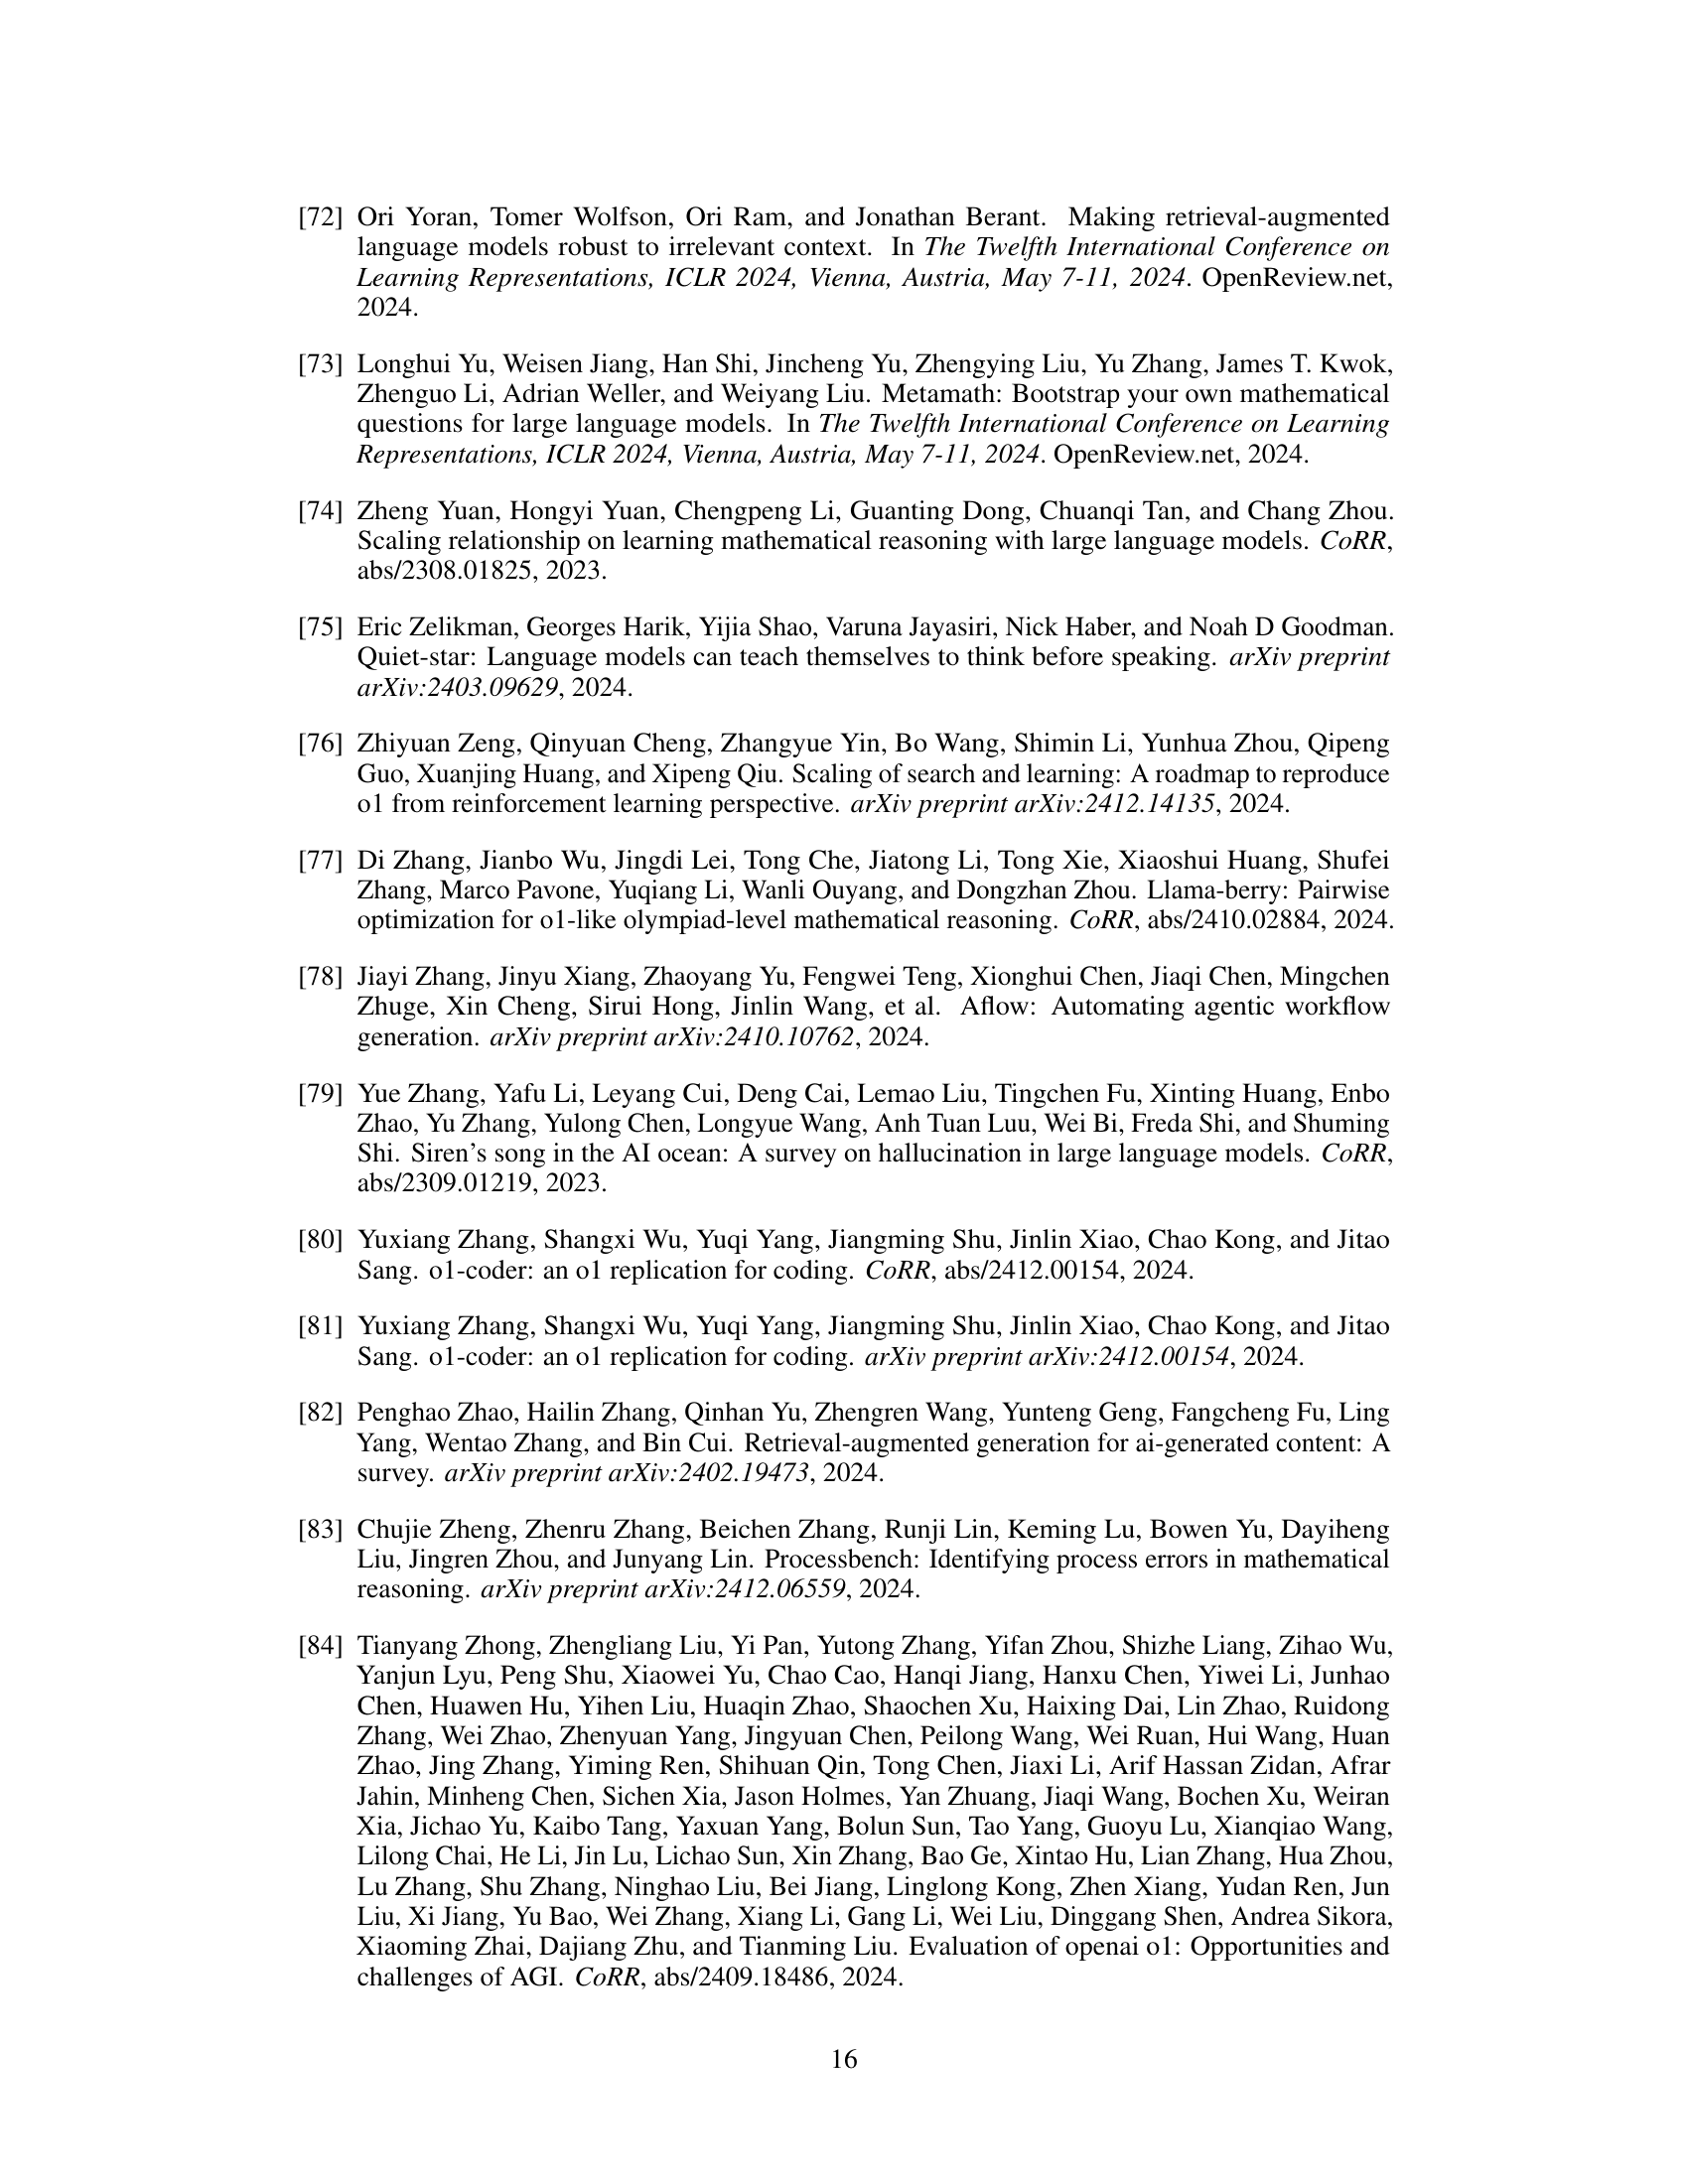 [72] Ori Yoran, Tomer Wolfson, Ori Ram, and Jonathan Berant. Making retrieval-augmented
language models robust to irrelevant context. In The Twelfth International Conference on
Learning Representations, ICLR 2024, Vienna, Austria, May 7-11, 2024. OpenReview.net,
2024.
[73] Longhui Yu, Weisen Jiang, Han Shi, Jincheng Yu, Zhengying Liu, Yu Zhang, James T. Kwok,
Zhenguo Li, Adrian Weller, and Weiyang Liu. Metamath: Bootstrap your own mathematical
questions for large language models. In The Twelfth International Conference on Learning
Representations, ICLR 2024, Vienna, Austria, May 7-11, 2024. OpenReview.net, 2024.
[74] Zheng Yuan, Hongyi Yuan, Chengpeng Li, Guanting Dong, Chuanqi Tan, and Chang Zhou.
Scaling relationship on learning mathematical reasoning with large language models. CoRR,
abs/2308.01825, 2023.
[75] Eric Zelikman, Georges Harik, Yijia Shao, Varuna Jayasiri, Nick Haber, and Noah D Goodman.
Quiet-star: Language models can teach themselves to think before speaking. arXiv preprint
arXiv:2403.09629, 2024.
[76] Zhiyuan Zeng, Qinyuan Cheng, Zhangyue Yin, Bo Wang, Shimin Li, Yunhua Zhou, Qipeng
Guo, Xuanjing Huang, and Xipeng Qiu. Scaling of search and learning: A roadmap to reproduce
o1 from reinforcement learning perspective. arXiv preprint arXiv:2412.14135, 2024.
[77] Di Zhang, Jianbo Wu, Jingdi Lei, Tong Che, Jiatong Li, Tong Xie, Xiaoshui Huang, Shufei
Zhang, Marco Pavone, Yuqiang Li, Wanli Ouyang, and Dongzhan Zhou. Llama-berry: Pairwise
optimization for o1-like olympiad-level mathematical reasoning. CoRR, abs/2410.02884, 2024.
[78] Jiayi Zhang, Jinyu Xiang, Zhaoyang Yu, Fengwei Teng, Xionghui Chen, Jiaqi Chen, Mingchen
Zhuge, Xin Cheng, Sirui Hong, Jinlin Wang, et al. Aflow: Automating agentic workflow
generation. arXiv preprint arXiv:2410.10762, 2024.
[79] Yue Zhang, Yafu Li, Leyang Cui, Deng Cai, Lemao Liu, Tingchen Fu, Xinting Huang, Enbo
Zhao, Yu Zhang, Yulong Chen, Longyue Wang, Anh Tuan Luu, Wei Bi, Freda Shi, and Shuming
Shi. Siren's song in the AI ocean: A survey on hallucination in large language models. CoRR,
abs/2309.01219, 2023.
[80] Yuxiang Zhang, Shangxi Wu, Yuqi Yang, Jiangming Shu, Jinlin Xiao, Chao Kong, and Jitao
Sang. o1-coder: an o1 replication for coding. CoRR, abs/2412.00154, 2024.
[81] Yuxiang Zhang, Shangxi Wu, Yuqi Yang, Jiangming Shu, Jinlin Xiao, Chao Kong, and Jitao
Sang. o1-coder: an o1 replication for coding. arXiv preprint arXiv:2412.00154, 2024.
[82] Penghao Zhao, Hailin Zhang, Qinhan Yu, Zhengren Wang, Yunteng Geng, Fangcheng Fu, Ling
Yang, Wentao Zhang, and Bin Cui. Retrieval-augmented generation for ai-generated content: A
survey. arXiv preprint arXiv:2402.19473, 2024.
[83] Chujie Zheng, Zhenru Zhang, Beichen Zhang, Runji Lin, Keming Lu, Bowen Yu, Dayiheng
Liu, Jingren Zhou, and Junyang Lin. Processbench: Identifying process errors in mathematical
reasoning. arXiv preprint arXiv:2412.06559, 2024.
[84] Tianyang Zhong, Zhengliang Liu, Yi Pan, Yutong Zhang, Yifan Zhou, Shizhe Liang, Zihao Wu,
Yanjun Lyu, Peng Shu, Xiaowei Yu, Chao Cao, Hanqi Jiang, Hanxu Chen, Yiwei Li, Junhao
Chen, Huawen Hu, Yihen Liu, Huaqin Zhao, Shaochen Xu, Haixing Dai, Lin Zhao, Ruidong
Zhang, Wei Zhao, Zhenyuan Yang, Jingyuan Chen, Peilong Wang, Wei Ruan, Hui Wang, Huan
Zhao, Jing Zhang, Yiming Ren, Shihuan Qin, Tong Chen, Jiaxi Li, Arif Hassan Zidan, Afrar
Jahin, Minheng Chen, Sichen Xia, Jason Holmes, Yan Zhuang, Jiaqi Wang, Bochen Xu, Weiran
Xia, Jichao Yu, Kaibo Tang, Yaxuan Yang, Bolun Sun, Tao Yang, Guoyu Lu, Xianqiao Wang,
Lilong Chai, He Li, Jin Lu, Lichao Sun, Xin Zhang, Bao Ge, Xintao Hu, Lian Zhang, Hua Zhou,
Lu Zhang, Shu Zhang, Ninghao Liu, Bei Jiang, Linglong Kong, Zhen Xiang, Yudan Ren, Jun
Liu, Xi Jiang, Yu Bao, Wei Zhang, Xiang Li, Gang Li, Wei Liu, Dinggang Shen, Andrea Sikora,
Xiaoming Zhai, Dajiang Zhu, and Tianming Liu. Evaluation of openai o1: Opportunities and
challenges of AGI. CoRR, abs/2409.18486, 2024.
16